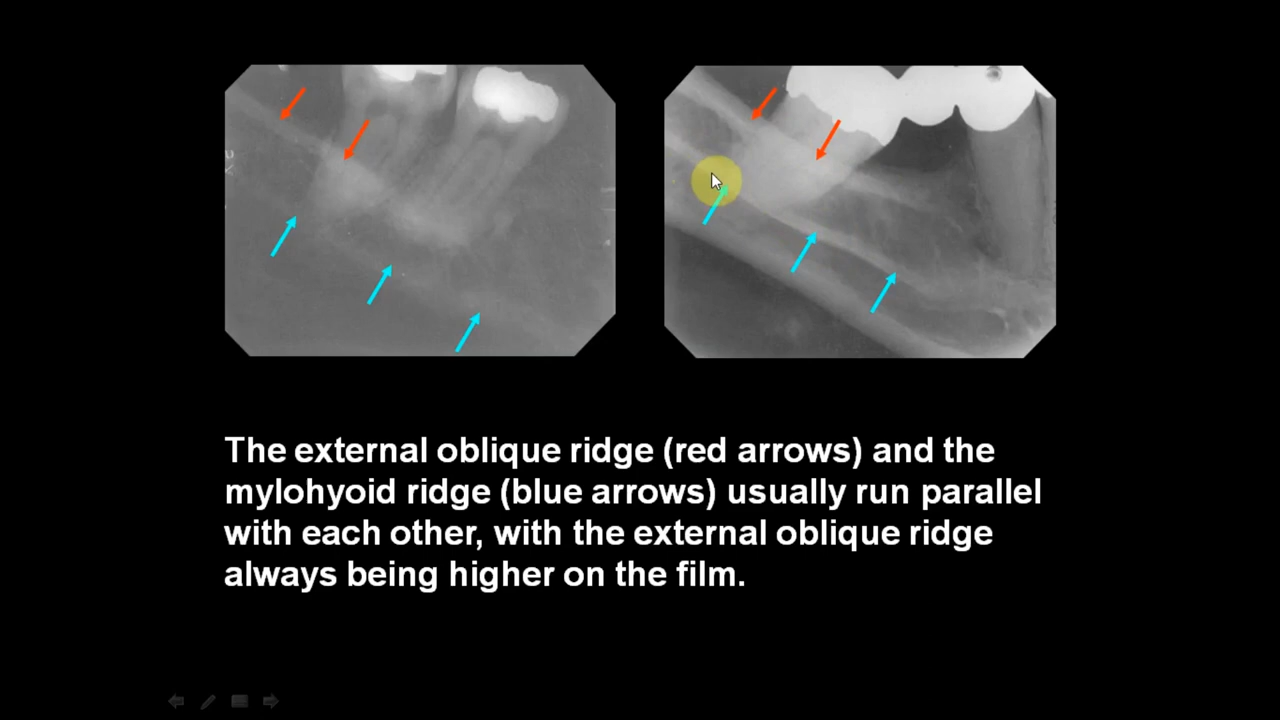 The external oblique ridge (red arrows) and the
mylohyoid ridge (blue arrows) usually run parallel
with each other, with the external oblique ridge
always being higher on the film.